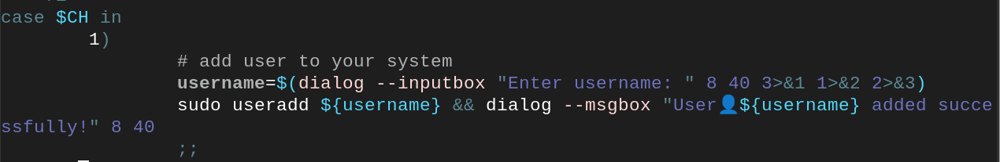 case $CH in
1)
# add user to your system
username=$(dialog --inputbox "Enter username: " 8 40 3>&1 1>&2 2>&3)
sudo useradd ${username} && dialog --msgbox "User👤${username} added succe
ssfully!" 8 40
;;